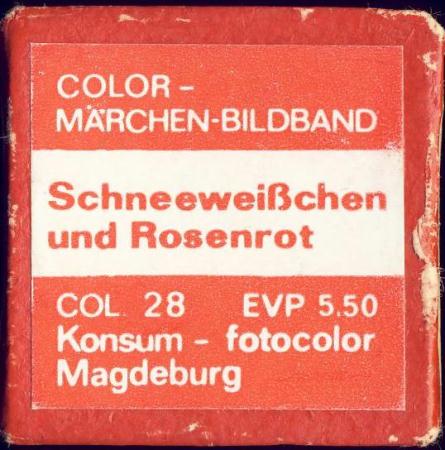 COLOR -
MÄRCHEN-BILDBAND
Schneeweißchen
und Rosenrot
COL. 28 EVP 5.50
Konsum - fotocolor
Magdeburg